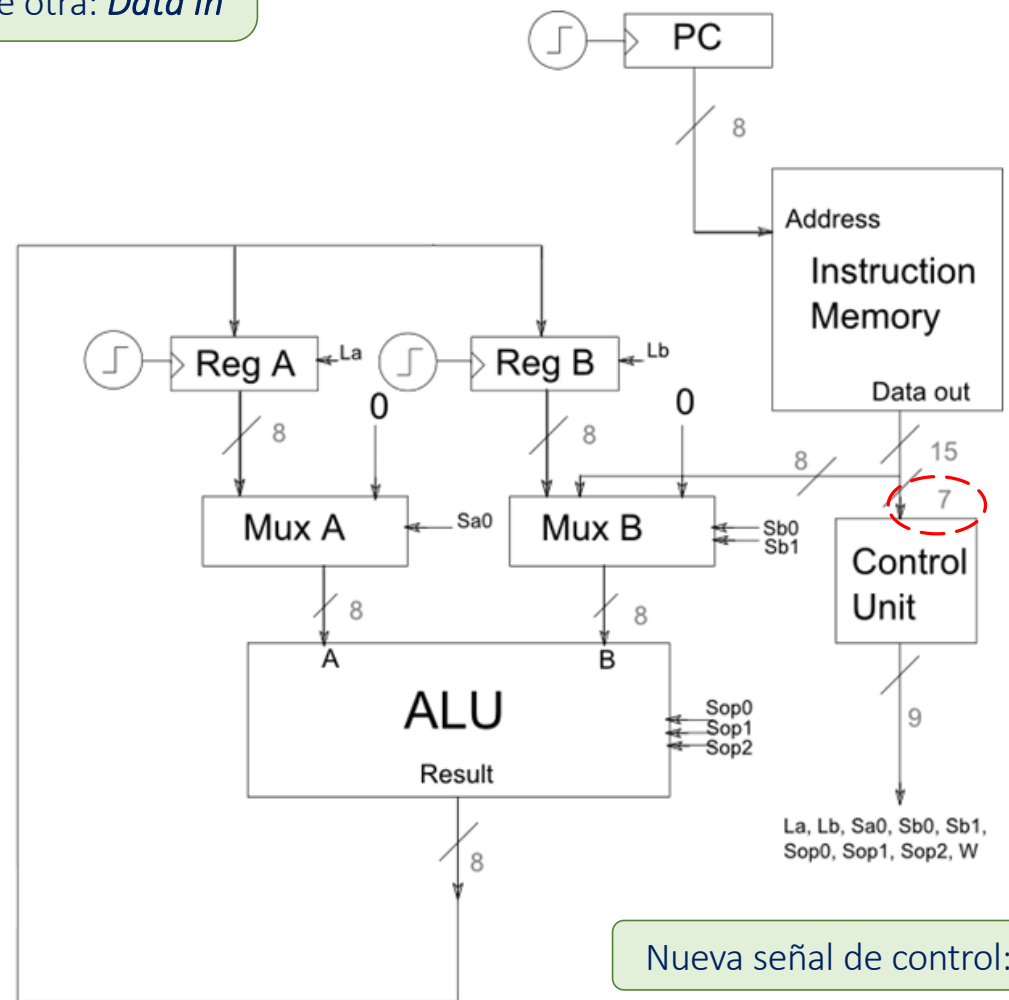 e otra: Data in
PC
8
Address
Instruction
Memory
Data out
Reg A
La
Reg B
Lb
0
0
8
8
8
15
7
Mux A
Sa0
Mux B
Sb0
Sb1
Control
Unit
8
8
A
B
ALU
Sop0
Sop1
Sop2
Result
9
8
La, Lb, Sa0, Sb0, Sb1,
Sop0, Sop1, Sop2, W
Nueva señal de control: